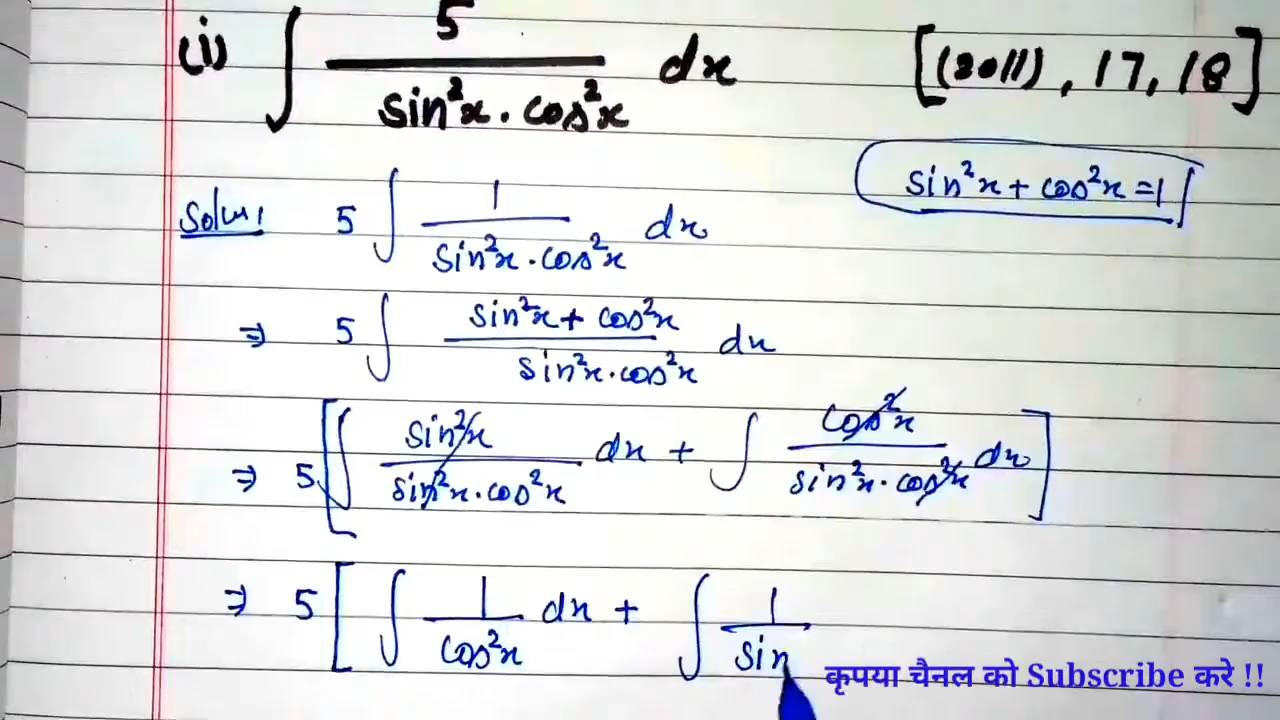 (i) ∫ 5 / sin²x . cos²x dx [(2011), 17, 18]
sin²x + cos²x = 1
Soln: 5 ∫ 1 / sin²x . cos²x dx
⇒ 5 ∫ sin²x + cos²x / sin²x . cos²x dx
⇒ 5 [ ∫ sin²x / sin²x . cos²x dx + ∫ cos²x / sin²x . cos²x dx ]
⇒ 5 [ ∫ 1 / cos²x dx + ∫ 1 / sin
कृपया चैनल को Subscribe करे !!